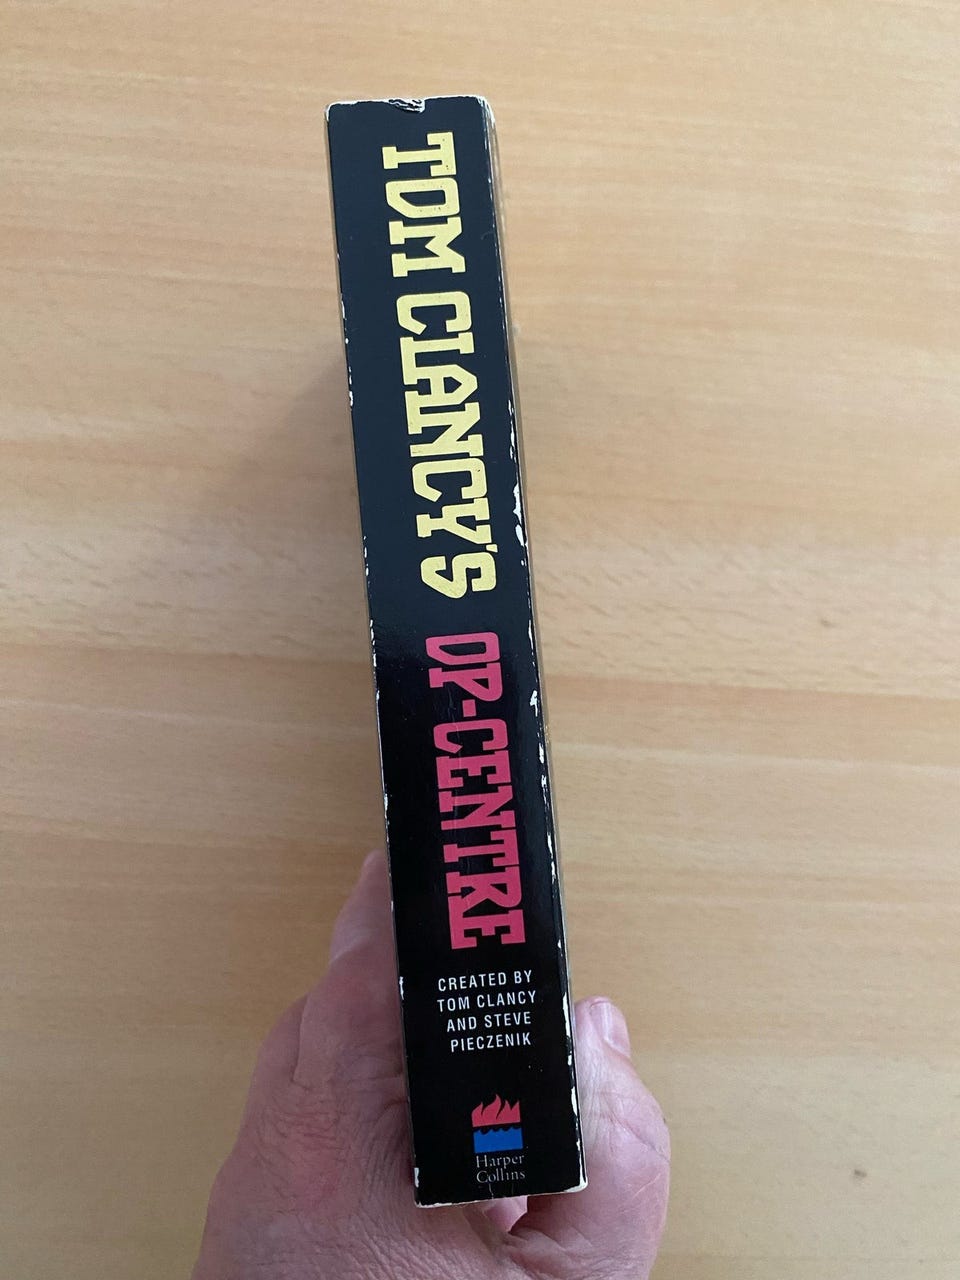 TOM CLANCY'S OP-CENTRE
CREATED BY
TOM CLANCY
AND STEVE
PIECZENIK
Harper
Collins